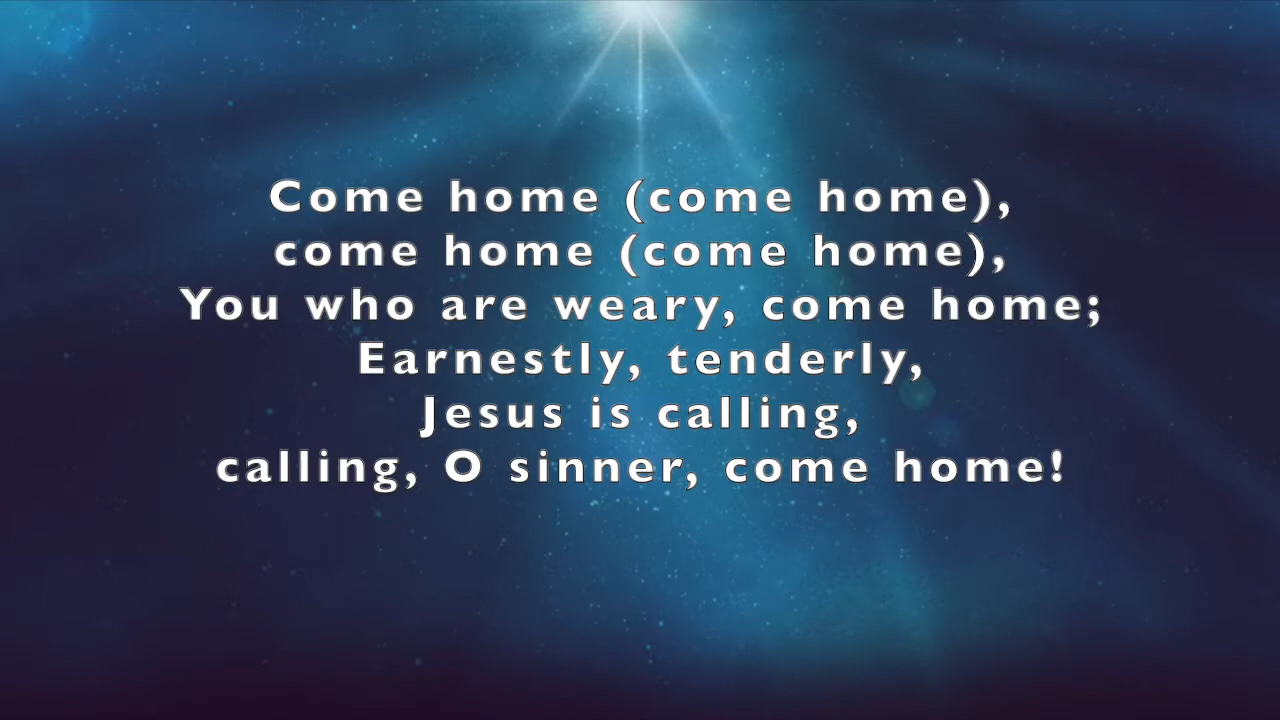 Come home (come home),
come home (come home),
You who are weary, come home;
Earnestly, tenderly,
Jesus is calling,
calling, O sinner, come home!